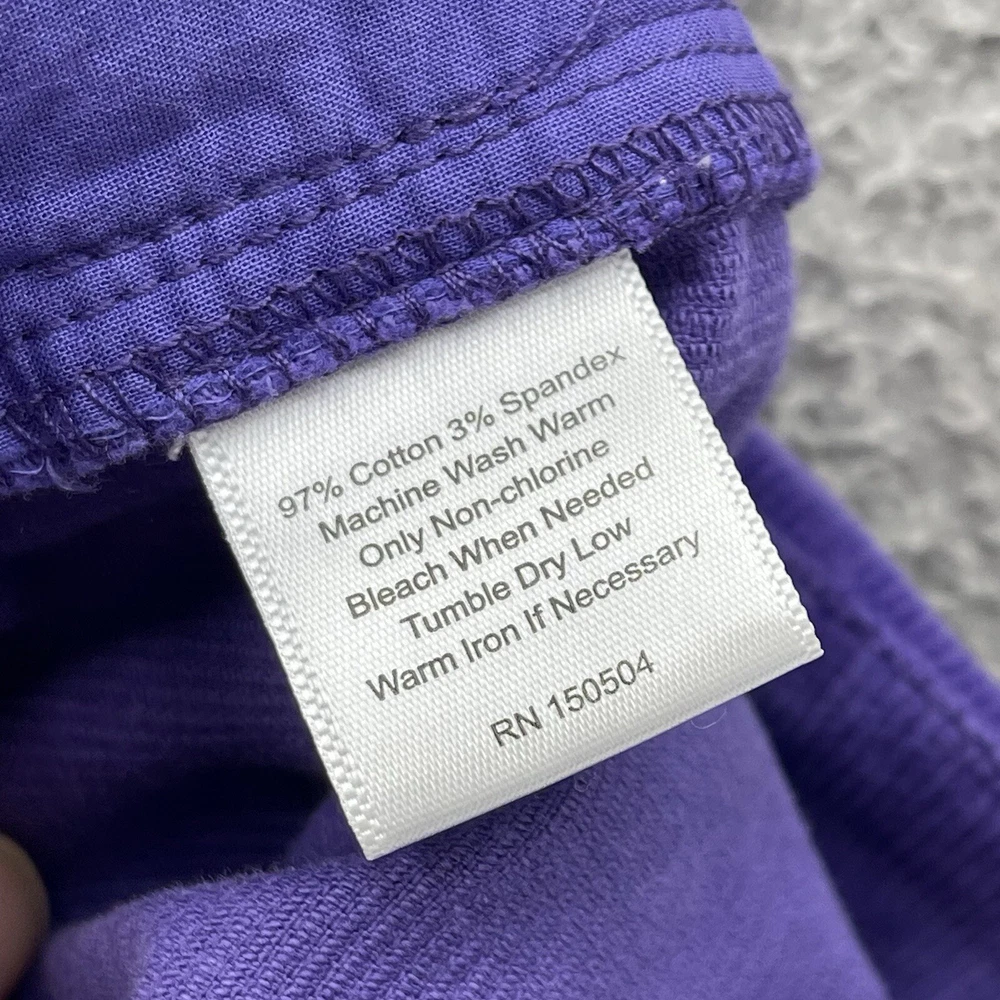 97% Cotton 3% Spandex
Machine Wash Warm
Only Non-chlorine
Bleach When Needed
Tumble Dry Low
Warm Iron If Necessary
RN 150504